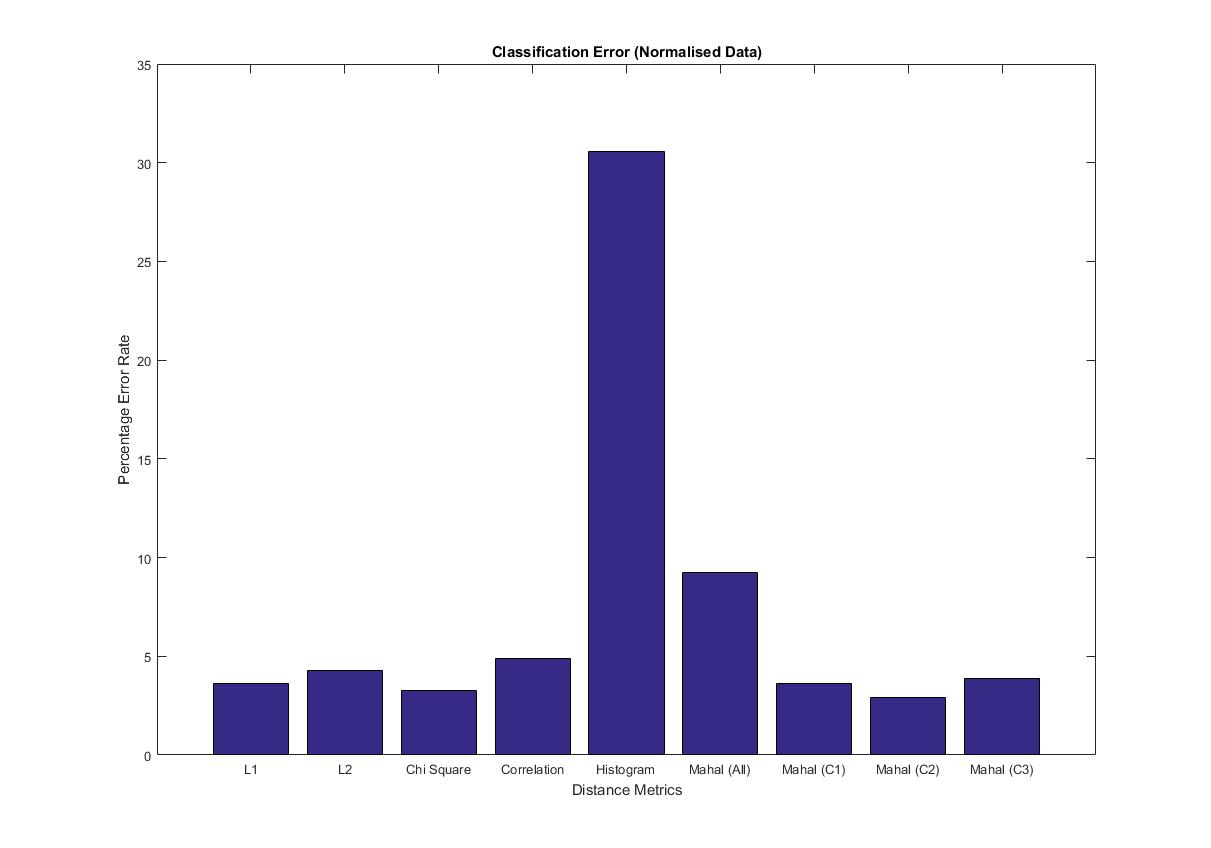 Classification Error (Normalised Data)
35
30
25
20
15
10
5
0
Percentage Error Rate
L1 L2 Chi Square Correlation Histogram Mahal (All) Mahal (C1) Mahal (C2) Mahal (C3)
Distance Metrics